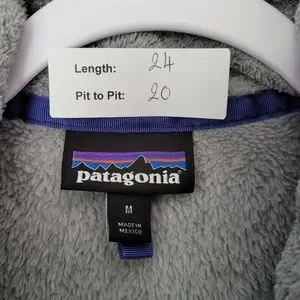 Length: 24
Pit to Pit: 20
patagonia
M
MADE IN
MEXICO